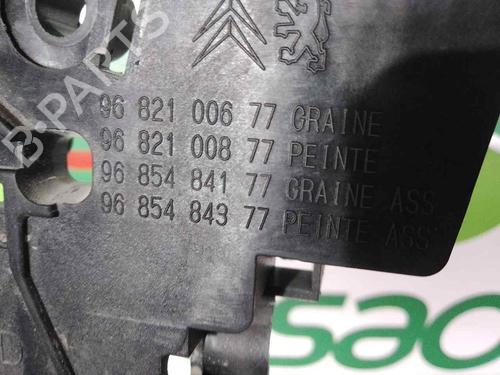 96 821 006 77 GRAINE
96 821 008 77 PEINTE
96 854 841 77 GRAINE ASS
96 854 843 77 PEINTE ASS
B-PARTS
sao